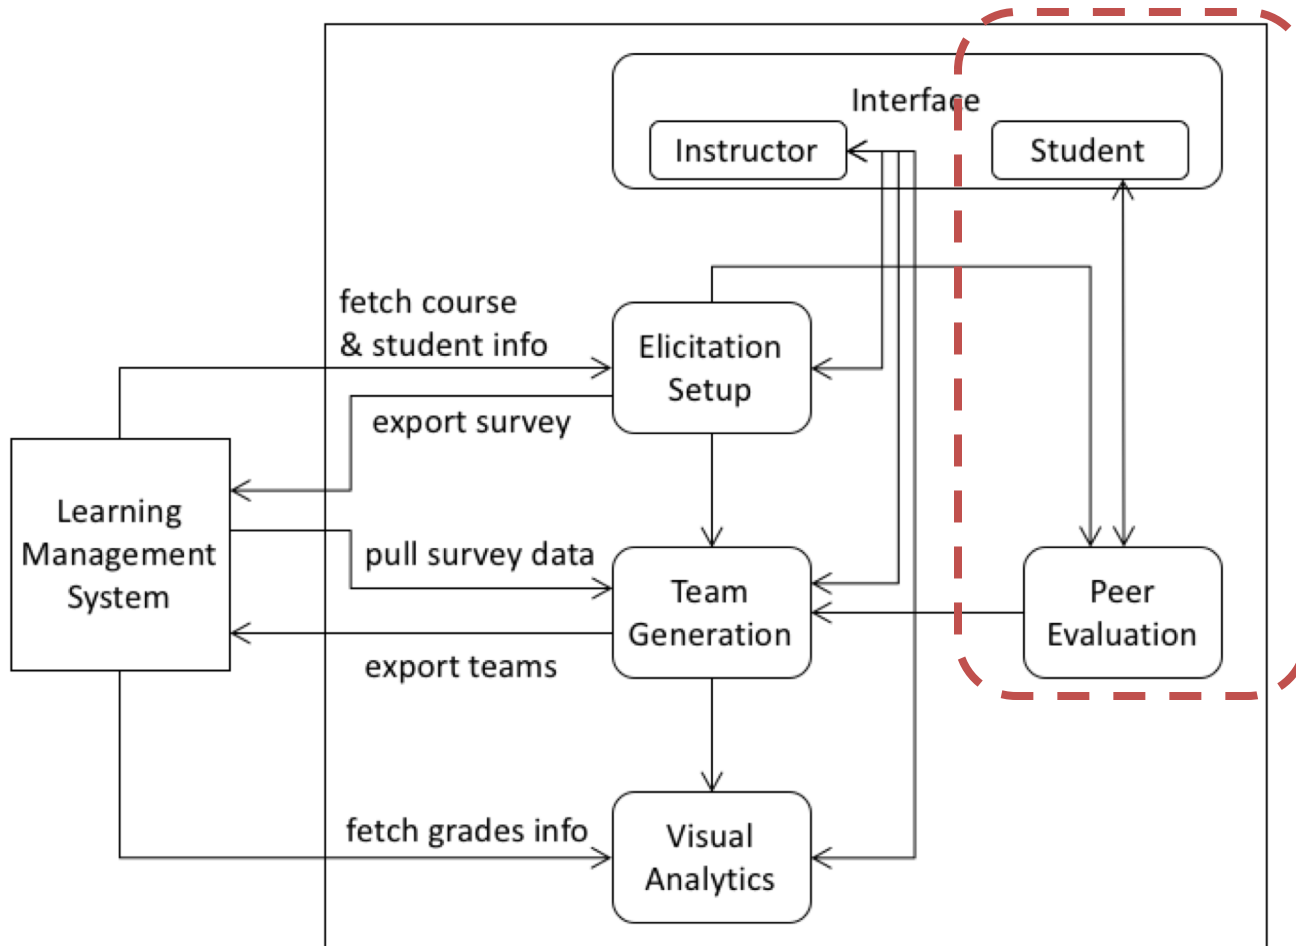 Interface
Instructor
Student
fetch course
& student info
Elicitation
Setup
export survey
Learning
Management
System
pull survey data
Team
Generation
Peer
Evaluation
export teams
fetch grades info
Visual
Analytics